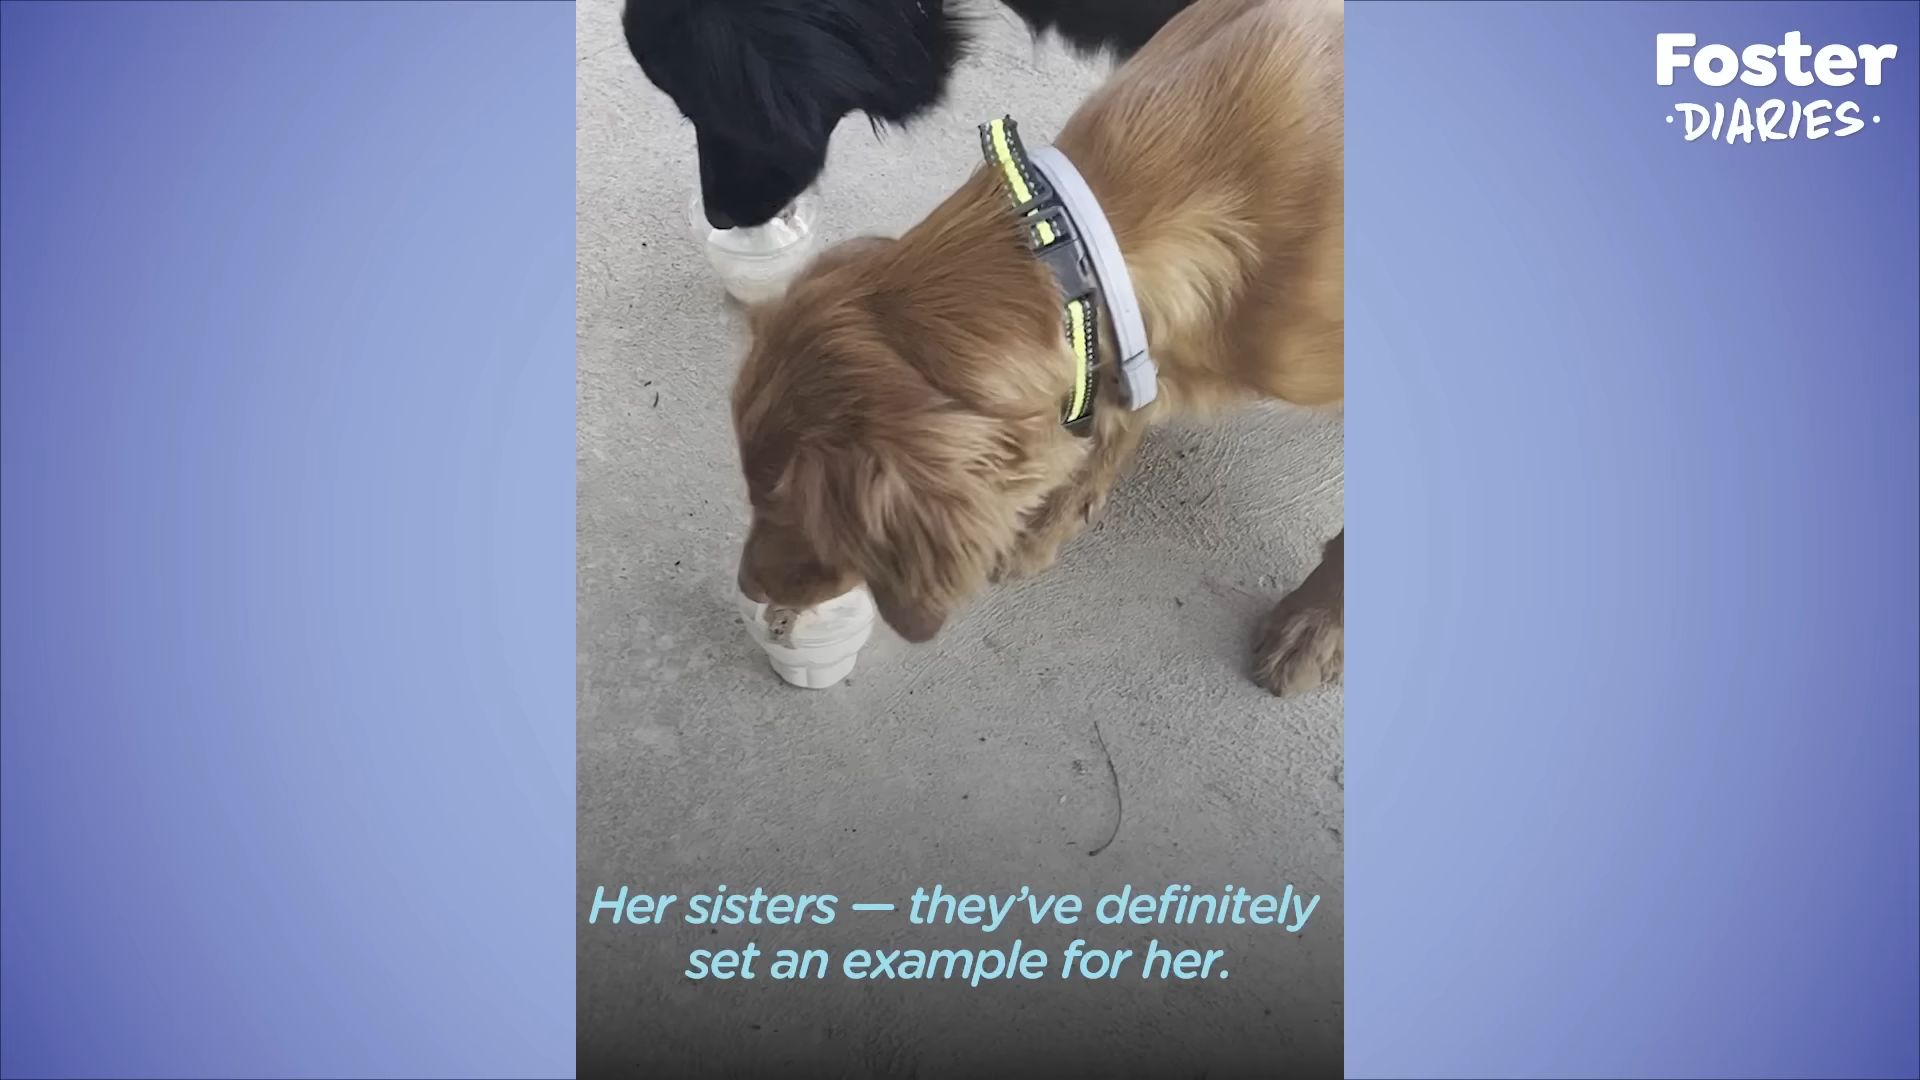 Foster
·DIARIES·
Her sisters — they've definitely
set an example for her.